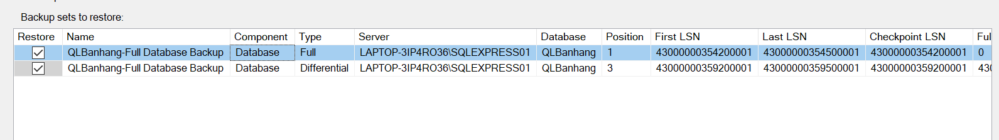 Backup sets to restore:
Restore Name Component Type Server Database Position First LSN Last LSN Checkpoint LSN Ful
QLBanhang-Full Database Backup Database Full LAPTOP-3IP4RO36\SQLEXPRESS01 QLBanhang 1 43000000354200001 43000000354500001 43000000354200001 0
QLBanhang-Full Database Backup Database Differential LAPTOP-3IP4RO36\SQLEXPRESS01 QLBanhang 3 43000000359200001 43000000359500001 43000000359200001 430